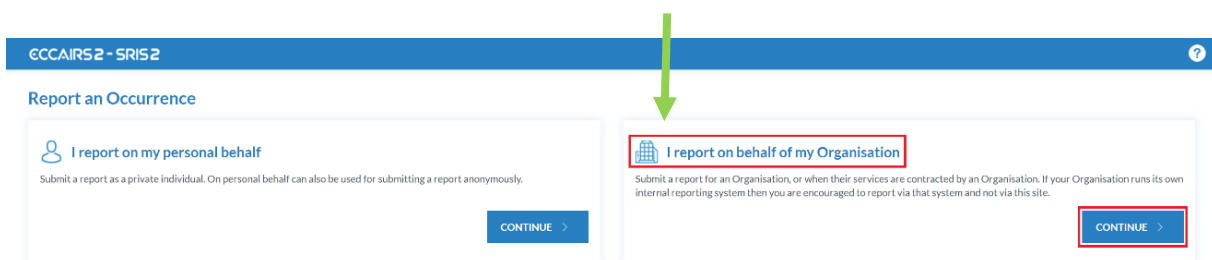 ECCAIRS2 - SRIS2
?
Report an Occurrence
I report on my personal behalf
Submit a report as a private individual. On personal behalf can also be used for submitting a report anonymously.
CONTINUE >
I report on behalf of my Organisation
Submit a report for an Organisation, or when their services are contracted by an Organisation. If your Organisation runs its own
internal reporting system then you are encouraged to report via that system and not via this site.
CONTINUE >